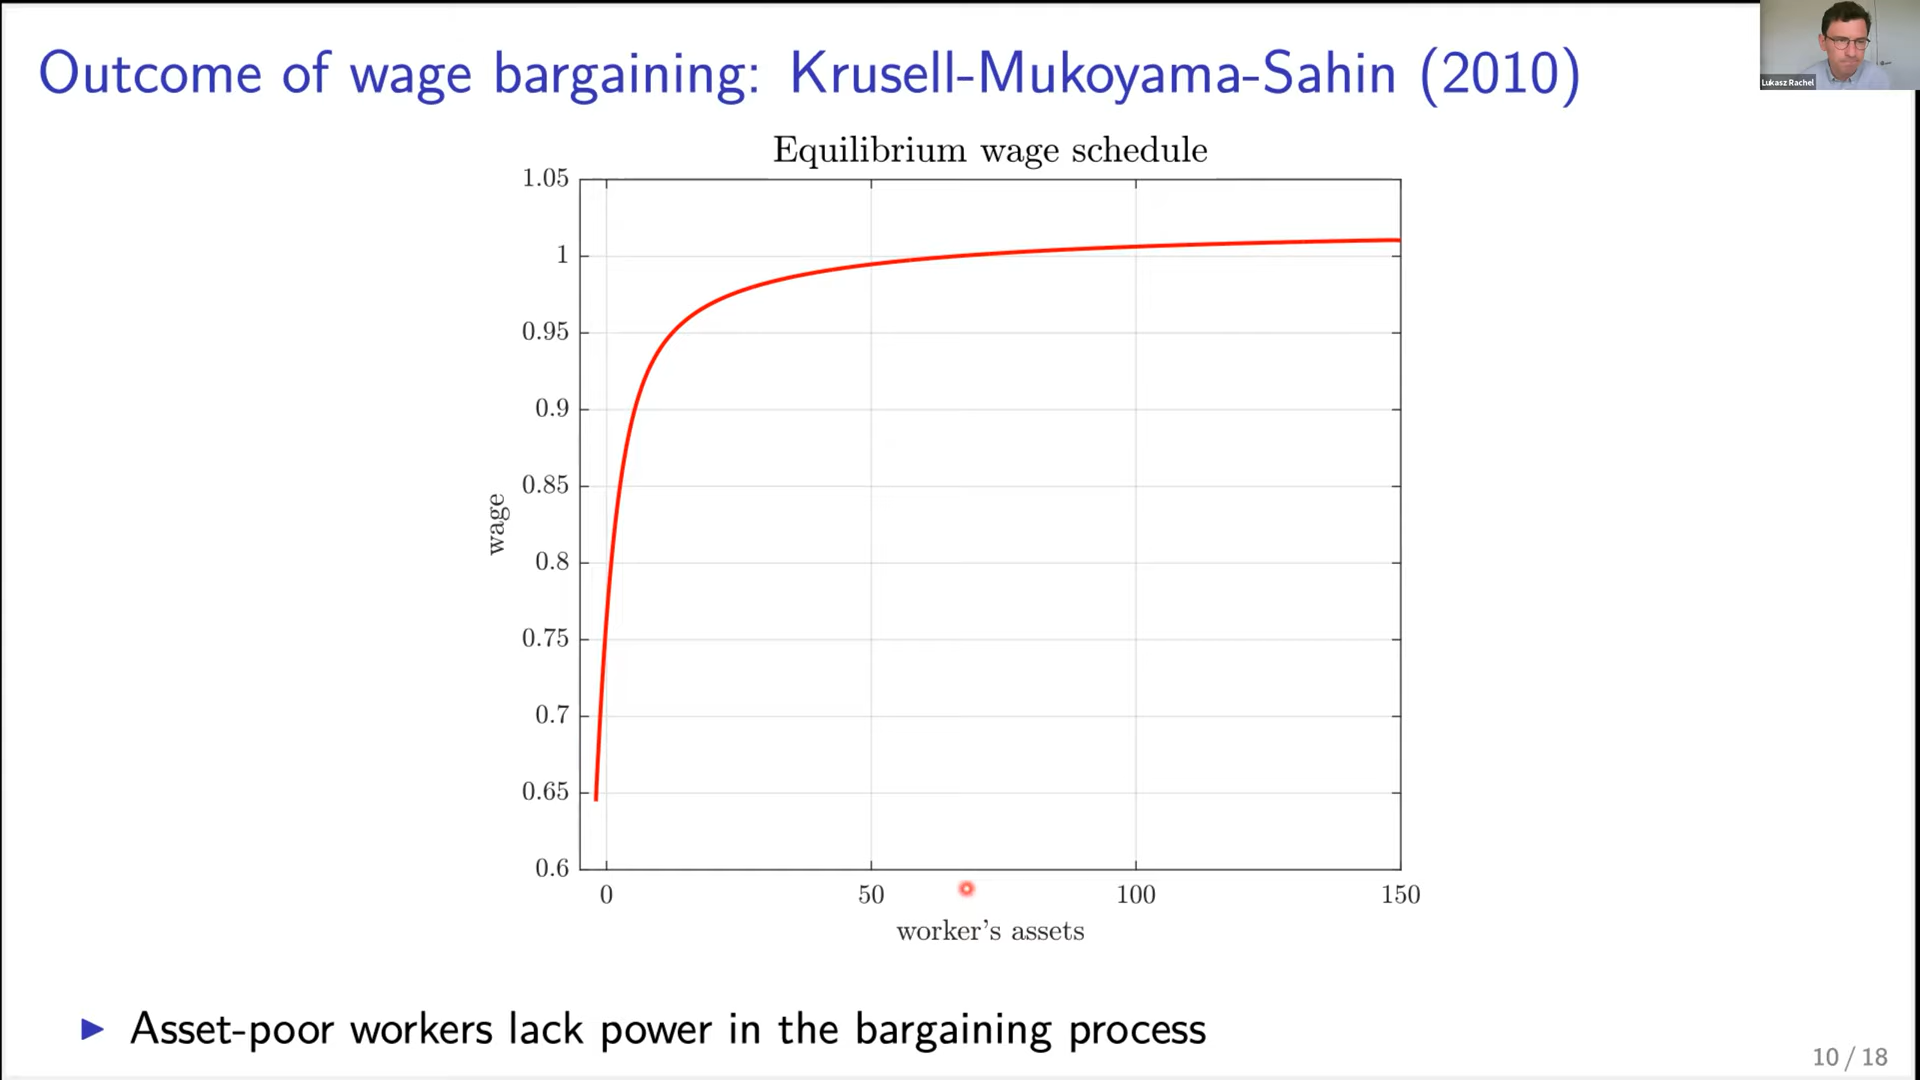 Outcome of wage bargaining: Krusell-Mukoyama-Sahin (2010)
Lukasz Rachel
Equilibrium wage schedule
1.05
1
0.95
0.9
0.85
0.8
0.75
0.7
0.65
0.6
wage
0 50 100 150
worker's assets
▶ Asset-poor workers lack power in the bargaining process
10 / 18